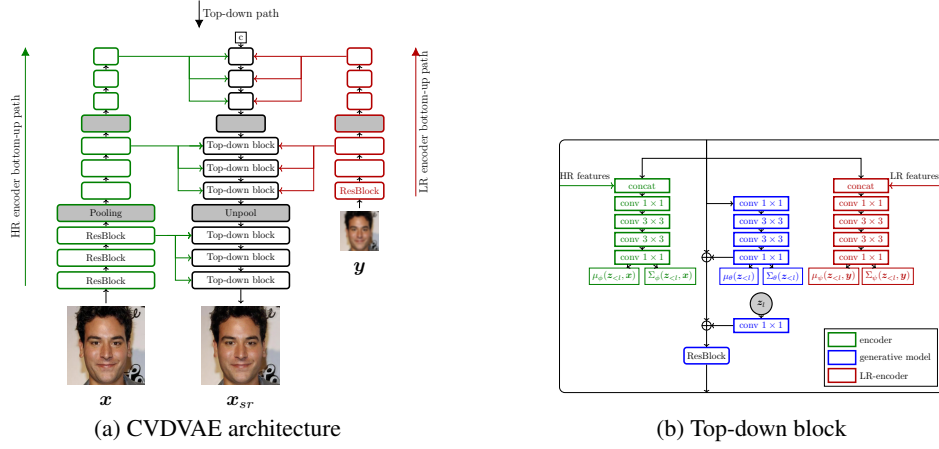 Top-down path
c
HR encoder bottom-up path
LR encoder bottom-up path
Top-down block
Top-down block
Top-down block
ResBlock
Pooling
Unpool
ResBlock
Top-down block
ResBlock
Top-down block
ResBlock
Top-down block
y
x
x_{sr}
(a) CVDVAE architecture
HR features
LR features
concat
concat
conv 1 × 1
conv 1 × 1
conv 1 × 1
conv 3 × 3
conv 3 × 3
conv 3 × 3
conv 3 × 3
conv 3 × 3
conv 3 × 3
conv 1 × 1
conv 1 × 1
conv 1 × 1
μ_φ(z_{<l}, x)
Σ_φ(z_{<l}, x)
μ_θ(z_{<l})
Σ_θ(z_{<l})
μ_ψ(z_{<l}, y)
Σ_ψ(z_{<l}, y)
z_l
conv 1 × 1
ResBlock
encoder
generative model
LR-encoder
(b) Top-down block